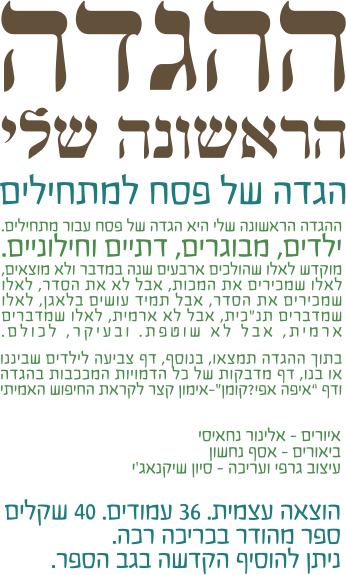 ההגדה
הראשונה שלי
הגדה של פסח למתחילים
ההגדה הראשונה שלי היא הגדה של פסח עבור מתחילים.
ילדים, מבוגרים, דתיים וחילוניים.
מוקדש לאלו שהולכים ארבעים שנה במדבר ולא מוצאים,
לאלו שמכירים את המכות, אבל לא את הסדר, לאלו
שמכירים את הסדר, אבל תמיד עושים בלאגן, לאלו
שמדברים תנ"כית, אבל לא ארמית, לאלו שמדברים
ארמית, אבל לא שוטפת. ובעיקר, לכולם.
בתוך ההגדה תמצאו, בנוסף, דף צביעה לילדים שביננו
או בנו, דף מדבקות של כל הדמויות המככבות בהגדה
ודף "איפה אפי?קומן"-אימון קצר לקראת החיפוש האמיתי
איורים - אלינור נחאיסי
ביאורים - אסף נחשון
עיצוב גרפי ועריכה - סיון שיקנאג'י
הוצאה עצמית. 36 עמודים. 40 שקלים
ספר מהודר בכריכה רכה.
ניתן להוסיף הקדשה בגב הספר.